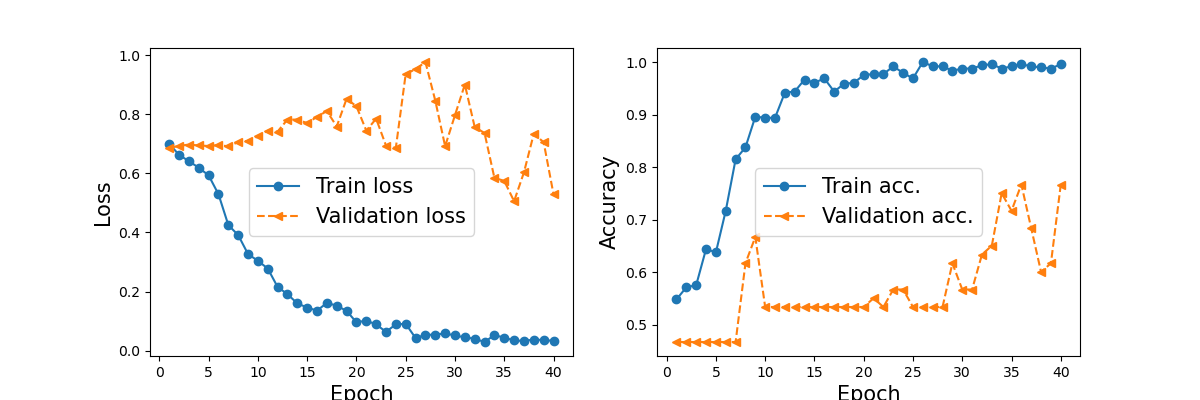 1.0
0.8
0.6
0.4
0.2
0.0
Loss
Train loss
Validation loss
0 5 10 15 20 25 30 35 40
Epoch
1.0
0.9
0.8
0.7
0.6
0.5
Accuracy
Train acc.
Validation acc.
0 5 10 15 20 25 30 35 40
Epoch